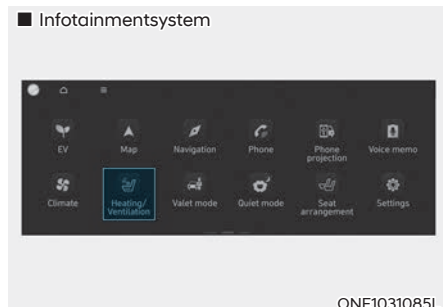 ■ Infotainmentsystem
EV
Map
Navigation
Phone
Phone
projection
Voice memo
Climate
Heating/
Ventilation
Valet mode
Quiet mode
Seat
arrangement
Settings
ONE1031085L